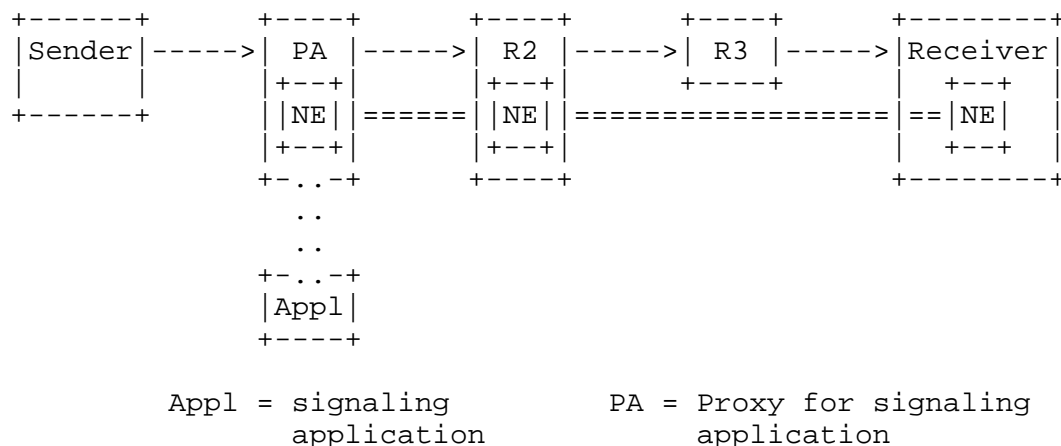 +------+      +----+      +----+      +----+      +--------+
|Sender|----->| PA |----->| R2 |----->| R3 |----->|Receiver|
|      |      |+--+|      |+--+|      +----+      |  +--+  |
+------+      ||NE||======||NE||==================|==|NE|  |
              |+--+|      |+--+|                  |  +--+  |
              +-..-+      +----+                  +--------+
                ..
                ..
              +-..-+
              |Appl|
              +----+
Appl = signaling         PA = Proxy for signaling
application              application